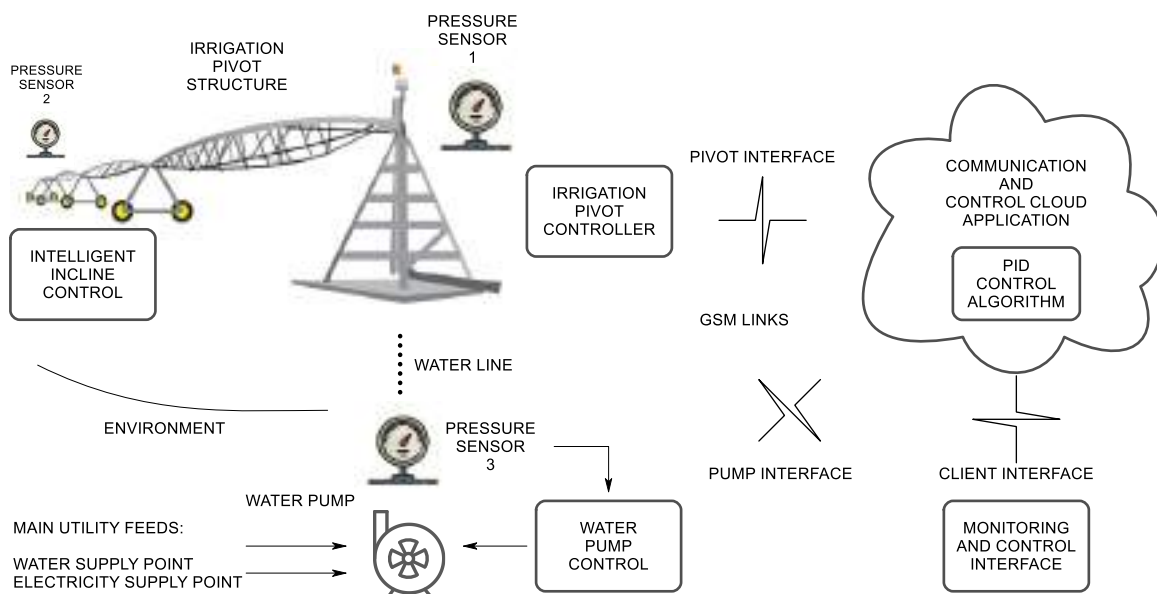 PRESSURE
SENSOR
1
IRRIGATION
PIVOT
STRUCTURE
PRESSURE
SENSOR
2
PIVOT INTERFACE
COMMUNICATION
AND
CONTROL CLOUD
APPLICATION
IRRIGATION
PIVOT
CONTROLLER
INTELLIGENT
INCLINE
CONTROL
PID
CONTROL
ALGORITHM
GSM LINKS
WATER LINE
ENVIRONMENT
PRESSURE
SENSOR
3
PUMP INTERFACE
CLIENT INTERFACE
WATER PUMP
MAIN UTILITY FEEDS:
WATER SUPPLY POINT
ELECTRICITY SUPPLY POINT
WATER
PUMP
CONTROL
MONITORING
AND CONTROL
INTERFACE